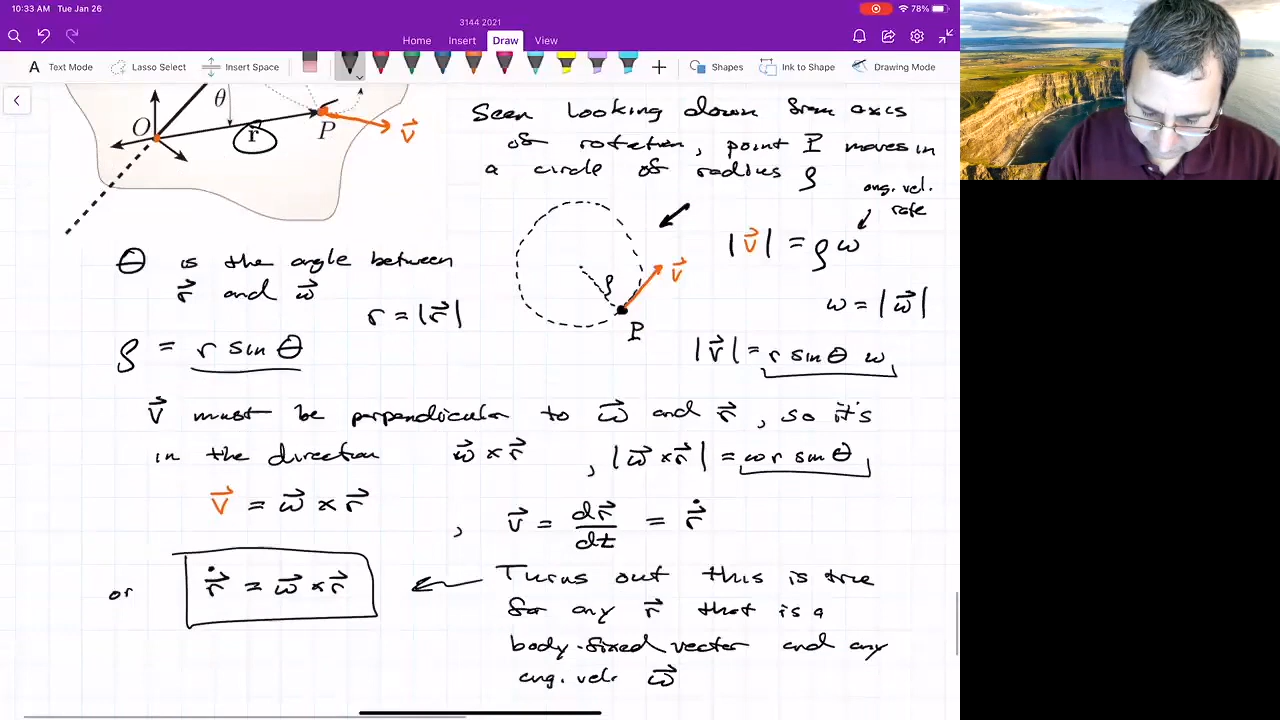 10:33 AM Tue Jan 26
78%
3144 2021
Home Insert Draw View
Text Mode Lasso Select Insert Space Shapes Ink to Shape Drawing Mode
θ
O
r
P
v⃗
Seen looking down from axis
of rotation, point P moves in
a circle of radius ρ
ang. vel.
rate
|v⃗| = ρω
ρ
v⃗
P
ω = |ω⃗|
θ is the angle between
r⃗ and ω⃗
r = |r⃗|
ρ = r sin θ
|v⃗| = r sin θ ω
v⃗ must be perpendicular to ω⃗ and r⃗, so it's
in the direction ω⃗ × r⃗, |ω⃗ × r⃗| = ωr sin θ
v⃗ = ω⃗ × r⃗, v⃗ = dr⃗/dt = ṙ⃗
or ṙ⃗ = ω⃗ × r⃗
Turns out this is true
for any r⃗ that is a
body-fixed vector and any
ang. vel. ω⃗